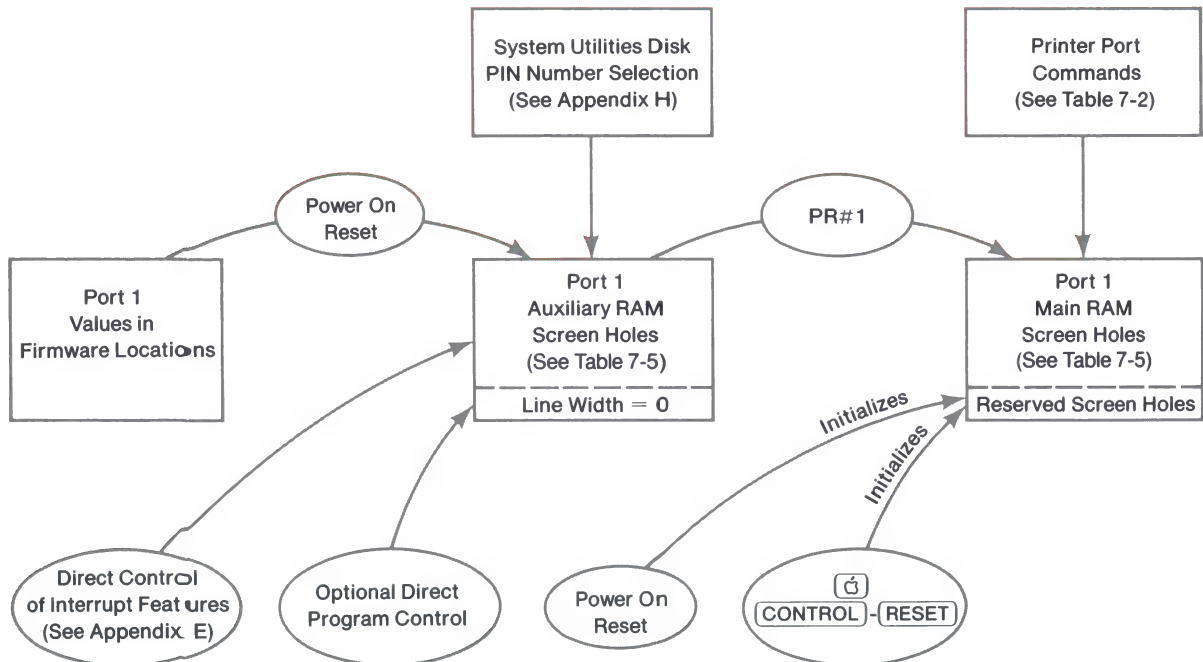 System Utilities Disk
PIN Number Selection
(See Appendix H)
Printer Port
Commands
(See Table 7-2)
Power On
Reset
PR#1
Port 1
Values in
Firmware Locations
Port 1
Auxiliary RAM
Screen Holes
(See Table 7-5)
Line Width = 0
Port 1
Main RAM
Screen Holes
(See Table 7-5)
Reserved Screen Holes
Initializes
Initializes
Direct Control
of Interrupt Features
(See Appendix E)
Optional Direct
Program Control
Power On
Reset
CONTROL-RESET